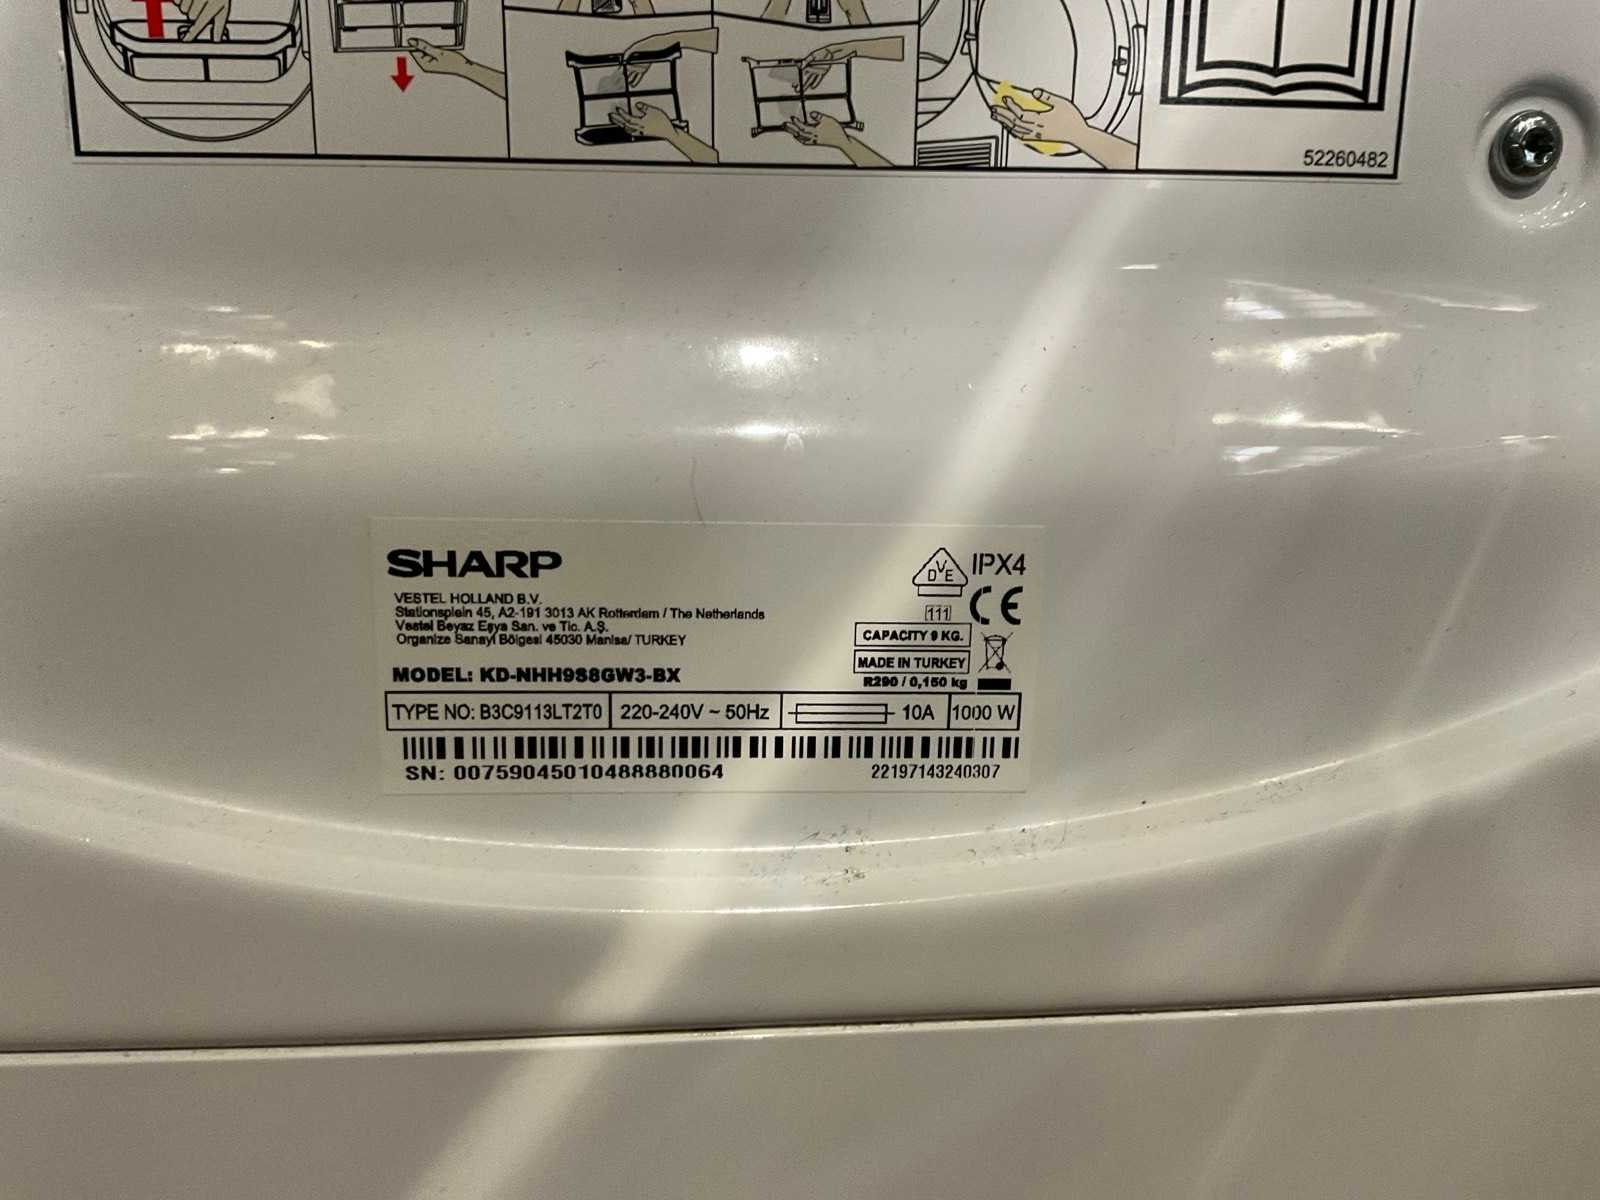 52260482
SHARP
VESTEL HOLLAND B.V.
Stationsplein 45, A2-191 3013 AK Rotterdam / The Netherlands
Vestel Beyaz Eşya San. ve Tic. A.Ş.
Organize Sanayi Bölgesi 45030 Manisa/ TURKEY
MODEL: KD-NHH9S8GW3-BX
DVE
IPX4
111
CE
CAPACITY 9 KG.
MADE IN TURKEY
R290 / 0,150 kg
TYPE NO: B3C9113LT2T0 220-240V ~ 50Hz 10A 1000 W
SN: 00759045010488880064 22197143240307